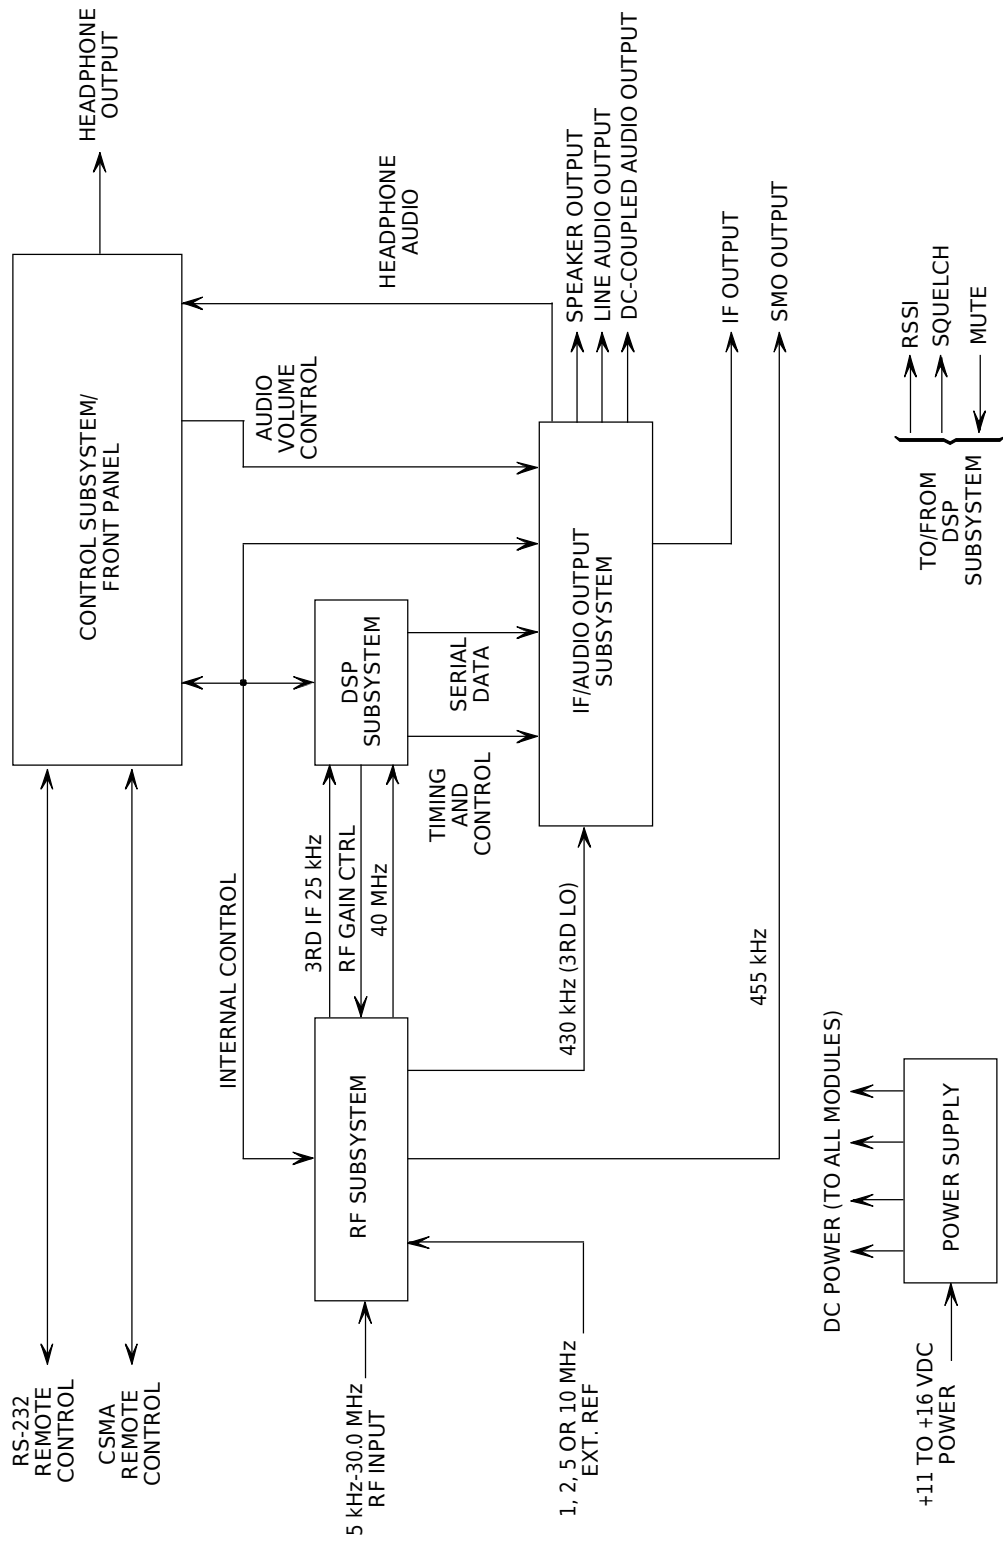 RS-232
REMOTE
CONTROL
CSMA
REMOTE
CONTROL
CONTROL SUBSYSTEM/
FRONT PANEL
HEADPHONE
OUTPUT
INTERNAL CONTROL
AUDIO
VOLUME
CONTROL
HEADPHONE
AUDIO
5 kHz-30.0 MHz
RF INPUT
RF SUBSYSTEM
3RD IF 25 kHz
RF GAIN CTRL
40 MHz
DSP
SUBSYSTEM
TIMING
AND
CONTROL
SERIAL
DATA
1, 2, 5 OR 10 MHz
EXT. REF
430 kHz (3RD LO)
IF/AUDIO OUTPUT
SUBSYSTEM
SPEAKER OUTPUT
LINE AUDIO OUTPUT
DC-COUPLED AUDIO OUTPUT
IF OUTPUT
455 kHz
SMO OUTPUT
DC POWER (TO ALL MODULES)
+11 TO +16 VDC
POWER
POWER SUPPLY
TO/FROM
DSP
SUBSYSTEM
RSSI
SQUELCH
MUTE